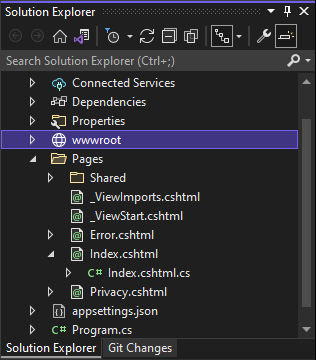 Solution Explorer
Search Solution Explorer (Ctrl+;)
Connected Services
Dependencies
Properties
wwwroot
Pages
Shared
_ViewImports.cshtml
_ViewStart.cshtml
Error.cshtml
Index.cshtml
C# Index.cshtml.cs
Privacy.cshtml
appsettings.json
C# Program.cs
Solution Explorer Git Changes